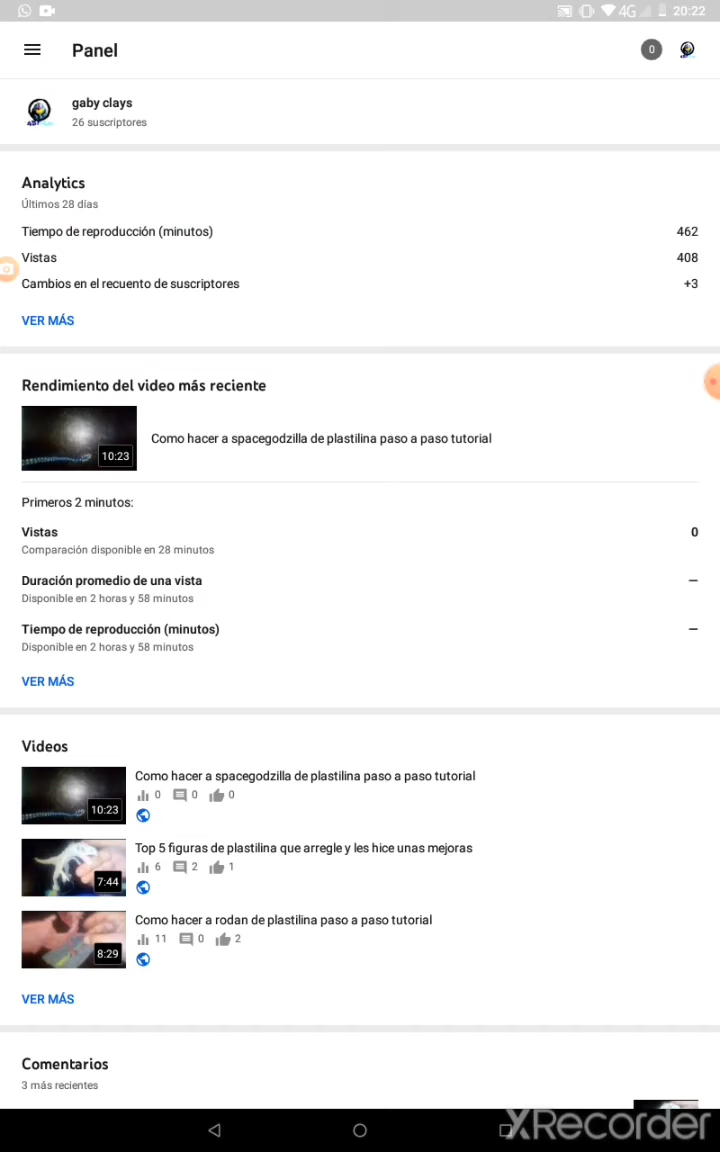 4G 20:22
Panel
0
gaby clays
26 suscriptores
Analytics
Últimos 28 días
Tiempo de reproducción (minutos) 462
Vistas 408
Cambios en el recuento de suscriptores +3
VER MÁS
Rendimiento del video más reciente
10:23
Como hacer a spacegodzilla de plastilina paso a paso tutorial
Primeros 2 minutos:
Vistas 0
Comparación disponible en 28 minutos
Duración promedio de una vista –
Disponible en 2 horas y 58 minutos
Tiempo de reproducción (minutos) –
Disponible en 2 horas y 58 minutos
VER MÁS
Videos
Como hacer a spacegodzilla de plastilina paso a paso tutorial
0 0 0
10:23
Top 5 figuras de plastilina que arregle y les hice unas mejoras
6 2 1
7:44
Como hacer a rodan de plastilina paso a paso tutorial
11 0 2
8:29
VER MÁS
Comentarios
3 más recientes
XRecorder